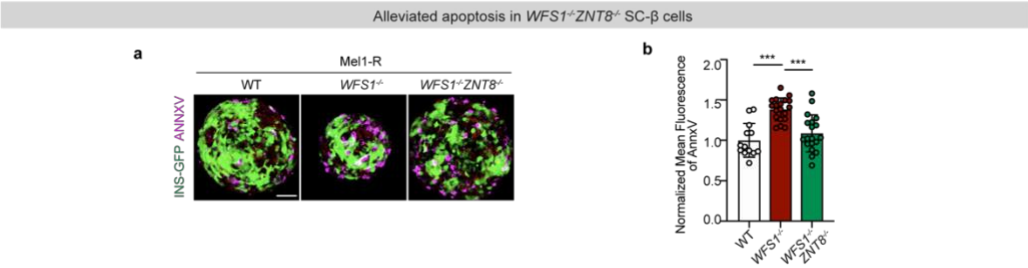 Alleviated apoptosis in WFS1-/-ZNT8-/- SC-β cells
a
Mel1-R
WT WFS1-/- WFS1-/-ZNT8-/-
INS-GFP ANNXV
b
Normalized Mean Fluorescence
of AnnxV
2.0
1.5
1.0
0.5
0.0
*** ***
WT
WFS1-/-
WFS1-/-
ZNT8-/-